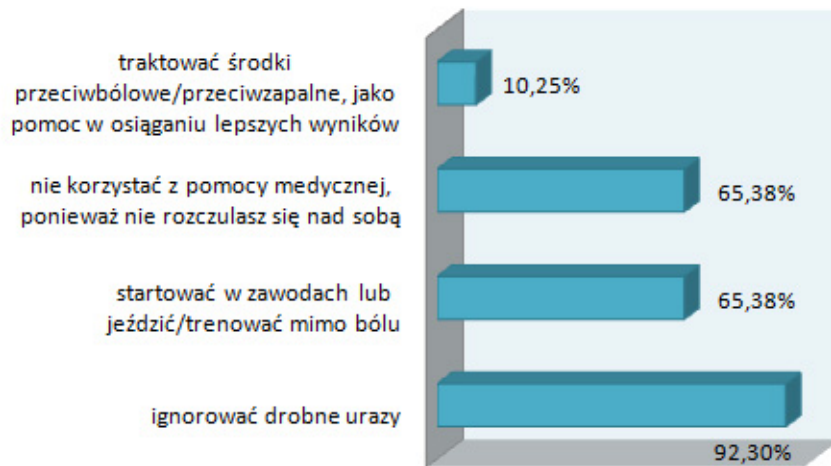 traktować środki
przeciwbólowe/przeciwzapalne, jako
pomoc w osiąganiu lepszych wyników
10,25%
nie korzystać z pomocy medycznej,
ponieważ nie rozczulasz się nad sobą
65,38%
startować w zawodach lub
jeździć/trenować mimo bólu
65,38%
ignorować drobne urazy
92,30%